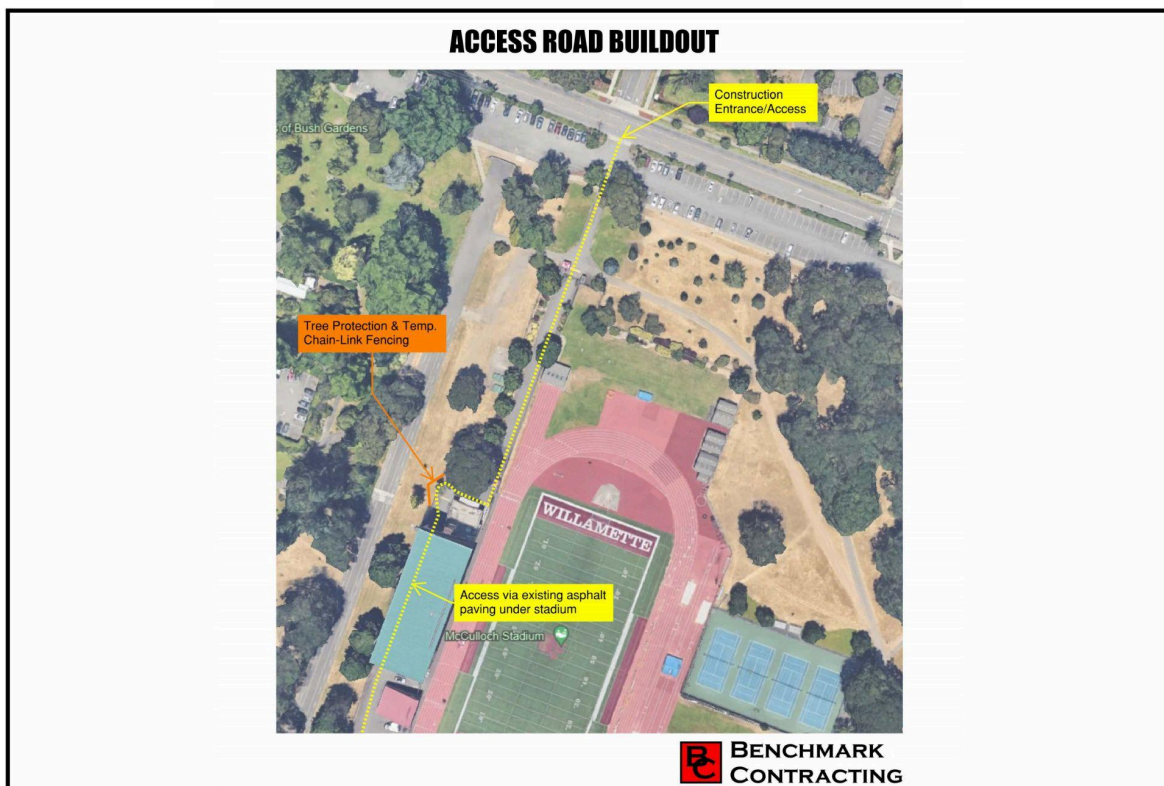 ACCESS ROAD BUILDOUT
Construction
Entrance/Access
of Bush Gardens
Tree Protection & Temp.
Chain-Link Fencing
WILLAMETTE
Access via existing asphalt
paving under stadium
McCulloch Stadium
BC
BENCHMARK
CONTRACTING